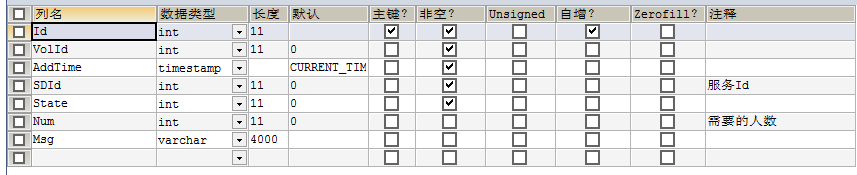 列名 数据类型 长度 默认 主键? 非空? Unsigned 自增? Zerofill? 注释
Id int 11
VolId int 11 0
AddTime timestamp CURRENT_TIM
SDId int 11 0 服务Id
State int 11 0
Num int 11 0 需要的人数
Msg varchar 4000